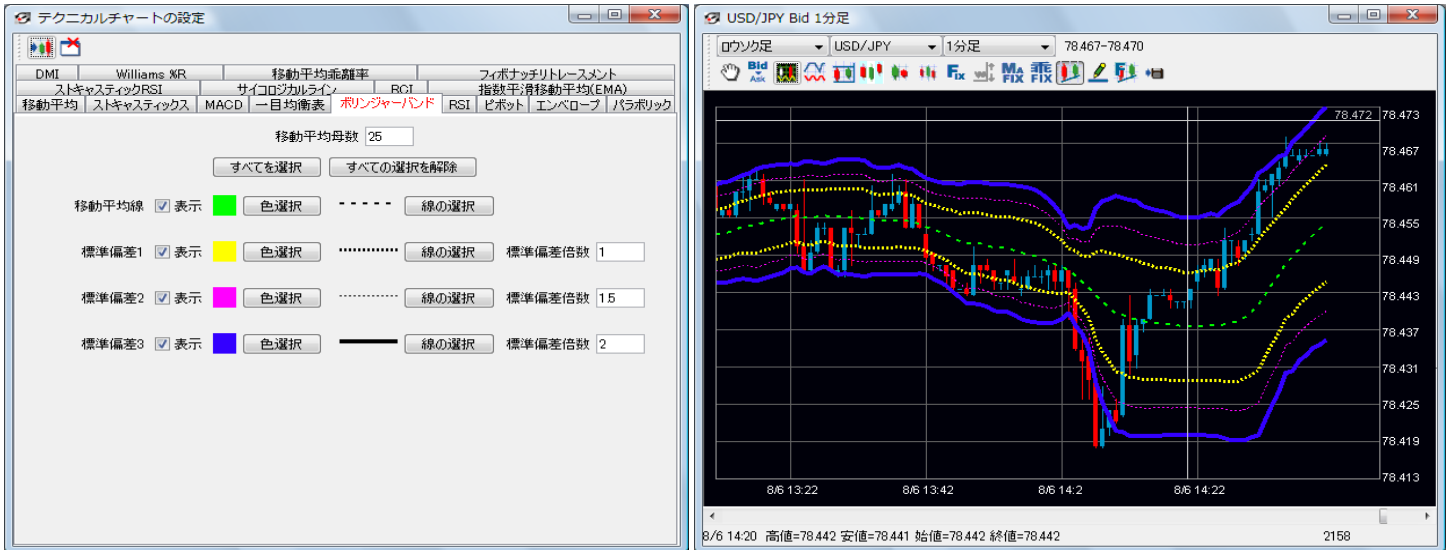 テクニカルチャートの設定
DMI Williams %R 移動平均乖離率 フィボナッチリトレースメント
ストキャスティックRSI サイコロジカルライン RCI 指数平滑移動平均(EMA)
移動平均 ストキャスティックス MACD 一目均衡表 ボリンジャーバンド RSI ピボット エンベロープ パラボリック
移動平均母数 25
すべてを選択 すべての選択を解除
移動平均線 表示 色選択 線の選択
標準偏差1 表示 色選択 線の選択 標準偏差倍数 1
標準偏差2 表示 色選択 線の選択 標準偏差倍数 1.5
標準偏差3 表示 色選択 線の選択 標準偏差倍数 2
USD/JPY Bid 1分足
ロウソク足 USD/JPY 1分足 78.467-78.470
Bid Ask Fix MA FIX 乖離 FIX
78.472 78.473
78.467
78.461
78.455
78.449
78.443
78.437
78.431
78.425
78.419
78.413
8/6 13:22 8/6 13:42 8/6 14:2 8/6 14:22
8/6 14:20 高値=78.442 安値=78.441 始値=78.442 終値=78.442 2158